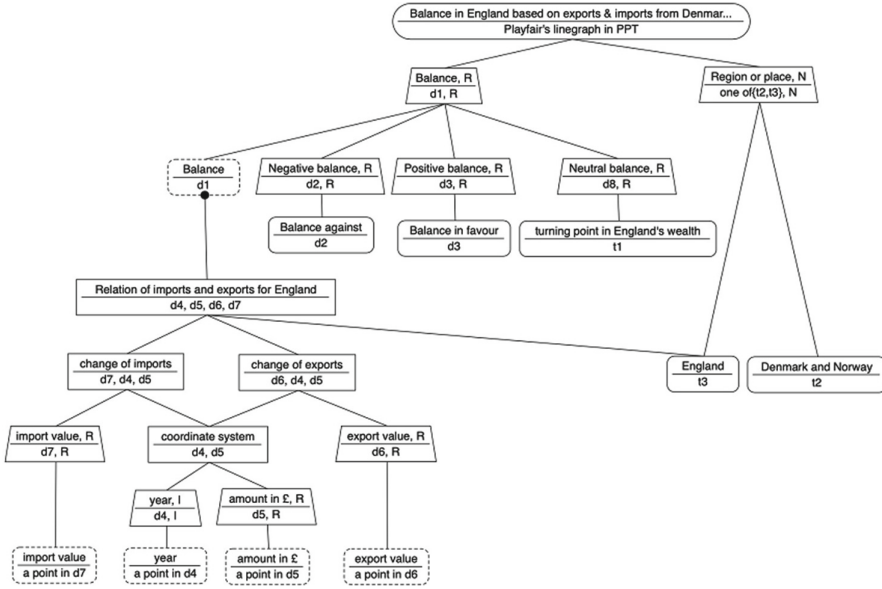 Balance in England based on exports & imports from Denmar...
Playfair's linegraph in PPT
Balance, R
d1, R
Region or place, N
one of{t2,t3}, N
Balance
d1
Negative balance, R
d2, R
Positive balance, R
d3, R
Neutral balance, R
d8, R
Balance against
d2
Balance in favour
d3
turning point in England's wealth
t1
Relation of imports and exports for England
d4, d5, d6, d7
change of imports
d7, d4, d5
change of exports
d6, d4, d5
England
t3
Denmark and Norway
t2
import value, R
d7, R
coordinate system
d4, d5
export value, R
d6, R
year, I
d4, I
amount in £, R
d5, R
import value
a point in d7
year
a point in d4
amount in £
a point in d5
export value
a point in d6